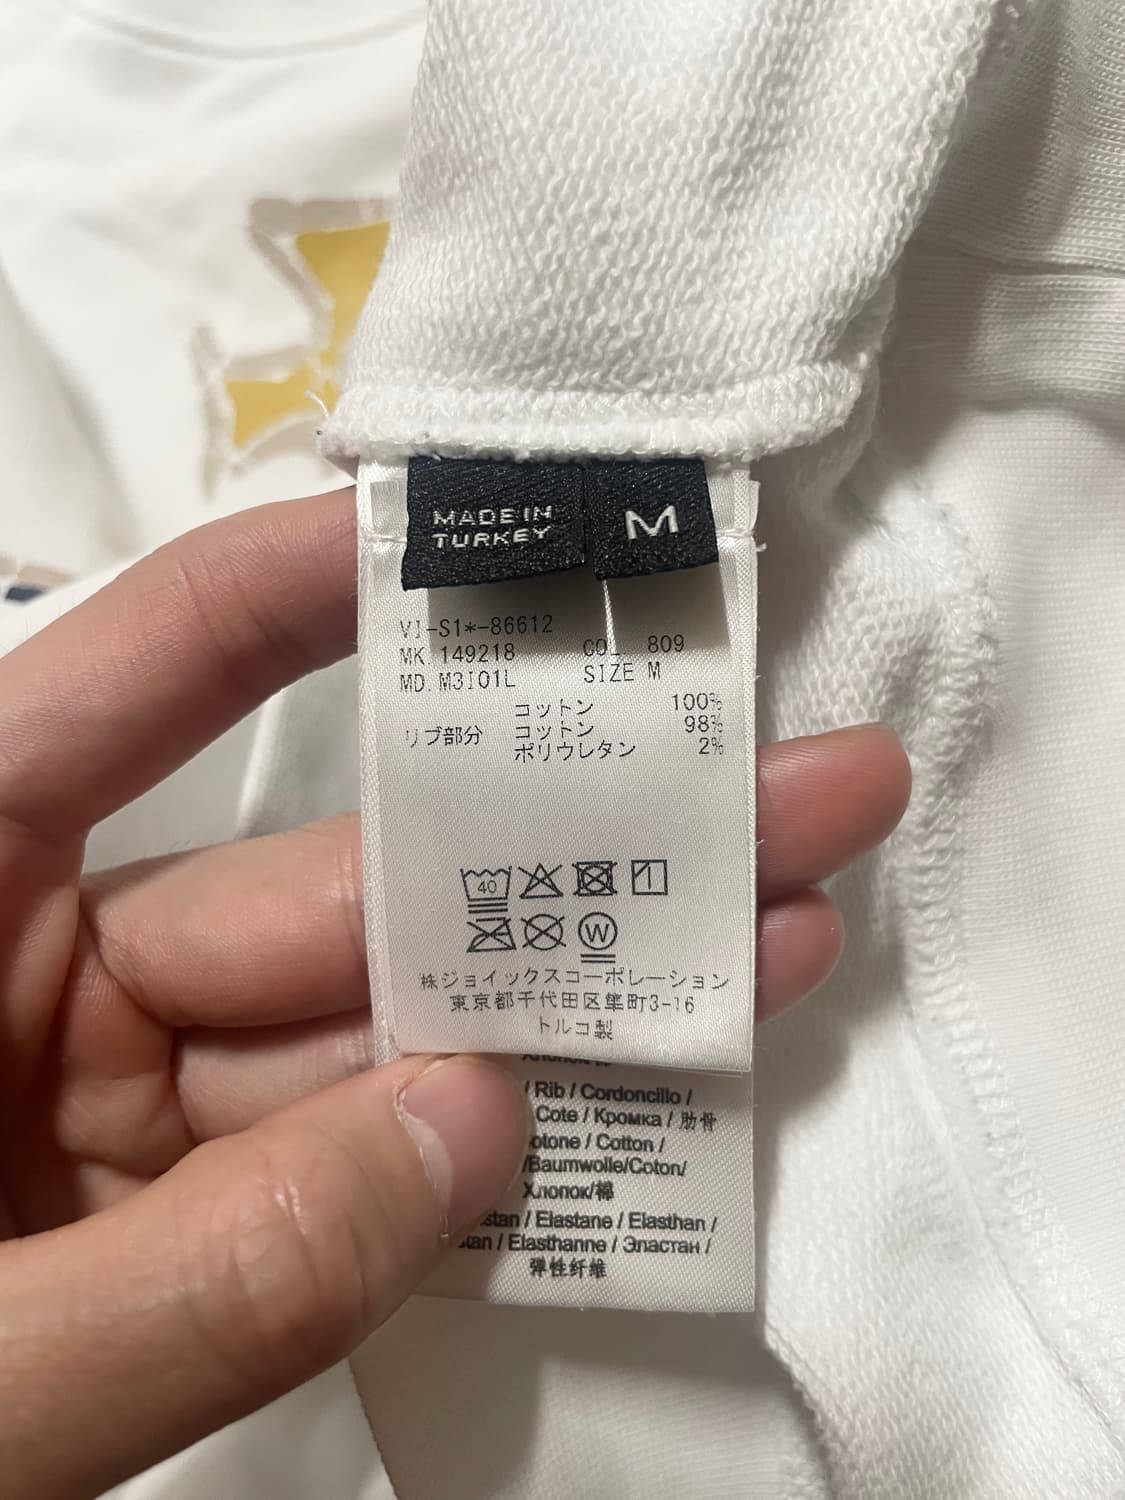 MADE IN
TURKEY
M
VI-S1*-86612
MK. 149218 COL 809
MD. M3I01L SIZE M
コットン 100%
リブ部分 コットン 98%
ポリウレタン 2%
40
W
株ジョイックスコーポレーション
東京都千代田区隼町3-16
トルコ製
/ Rib / Cordoncillo /
Cote / Кромка / 肋骨
/ Cotton /
/Baumwolle/Coton/
Хлопок/棉
/ Elastane / Elasthan /
/ Elasthanne / Эластан /
弹性纤维